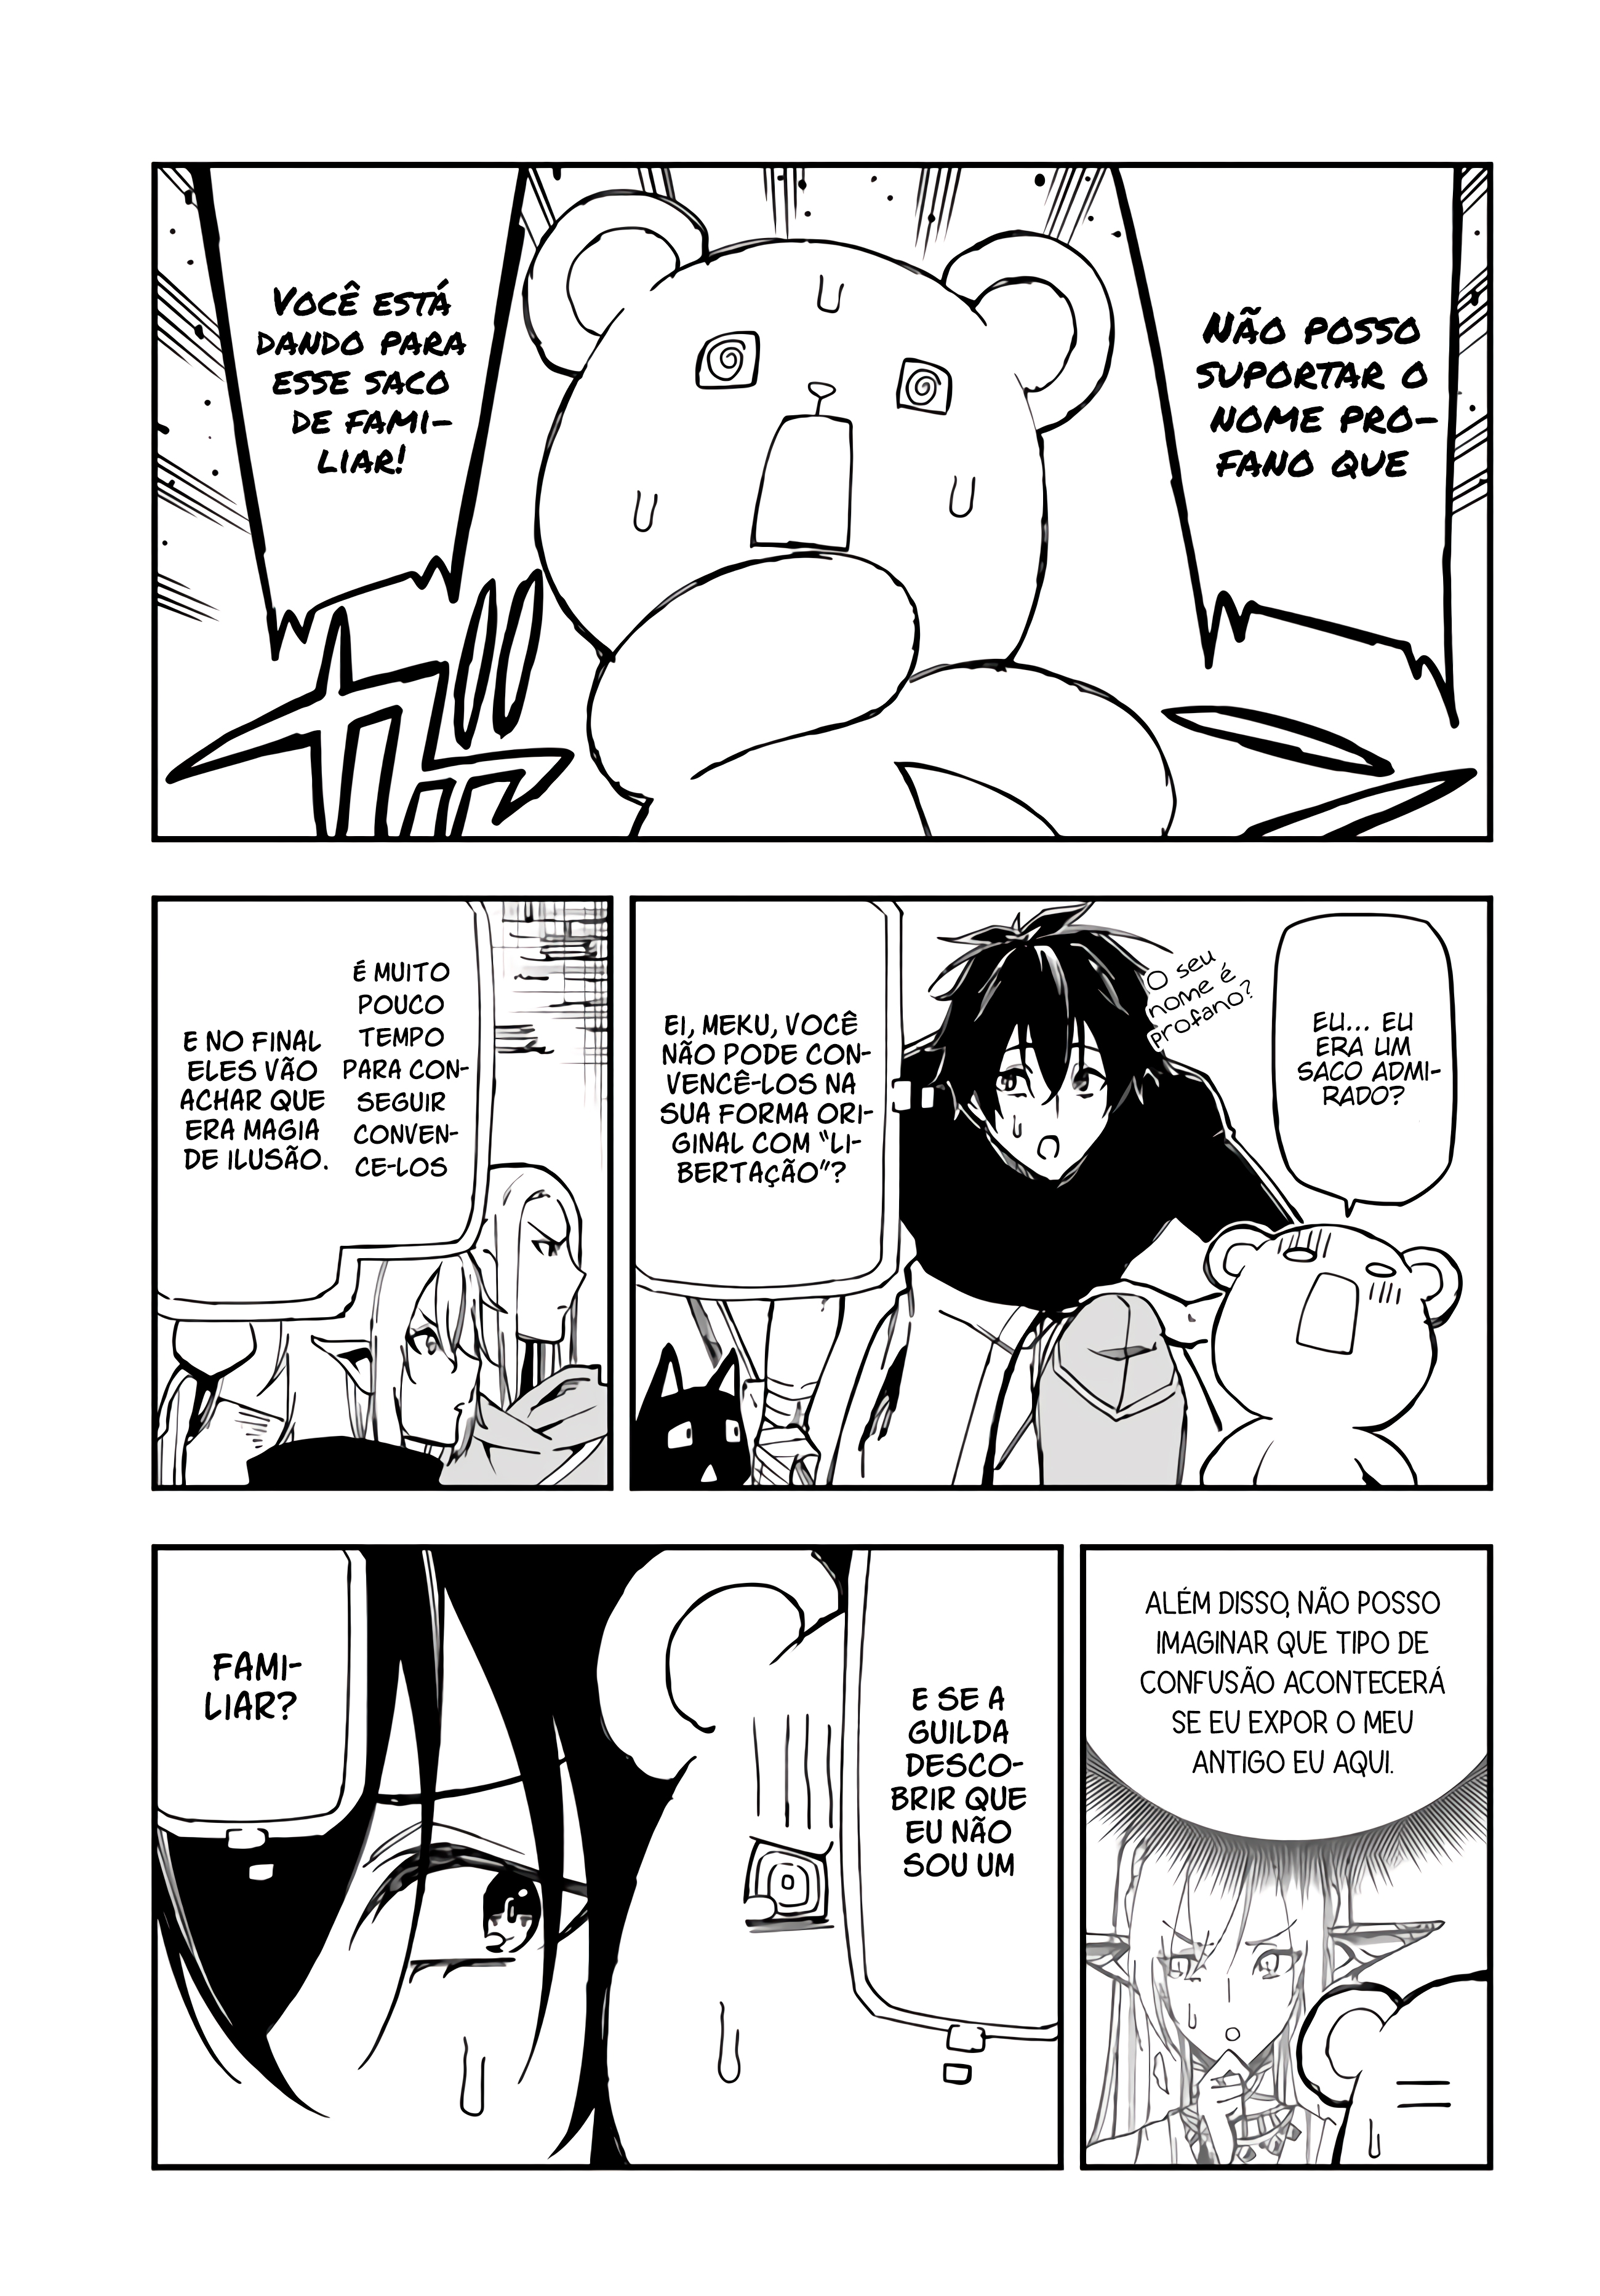 NÃO POSSO
SUPORTAR O
NOME PRO-
FANO QUE
VOCÊ ESTÁ
DANDO PARA
ESSE SACO
DE FAMI-
LIAR!
EU... EU
ERA UM
SACO ADMI-
RADO?
O seu
nome é
profano?
EI, MEKU, VOCÊ
NÃO PODE CON-
VENCÊ-LOS NA
SUA FORMA ORI-
GINAL COM “LI-
BERTAÇÃO”?
É MUITO
POUCO
TEMPO
PARA CON-
SEGUIR
CONVEN-
CE-LOS
E NO FINAL
ELES VÃO
ACHAR QUE
ERA MAGIA
DE ILUSÃO.
ALÉM DISSO, NÃO POSSO
IMAGINAR QUE TIPO DE
CONFUSÃO ACONTECERÁ
SE EU EXPOR O MEU
ANTIGO EU AQUI.
E SE A
GUILDA
DESCO-
BRIR QUE
EU NÃO
SOU UM
FAMI-
LIAR?